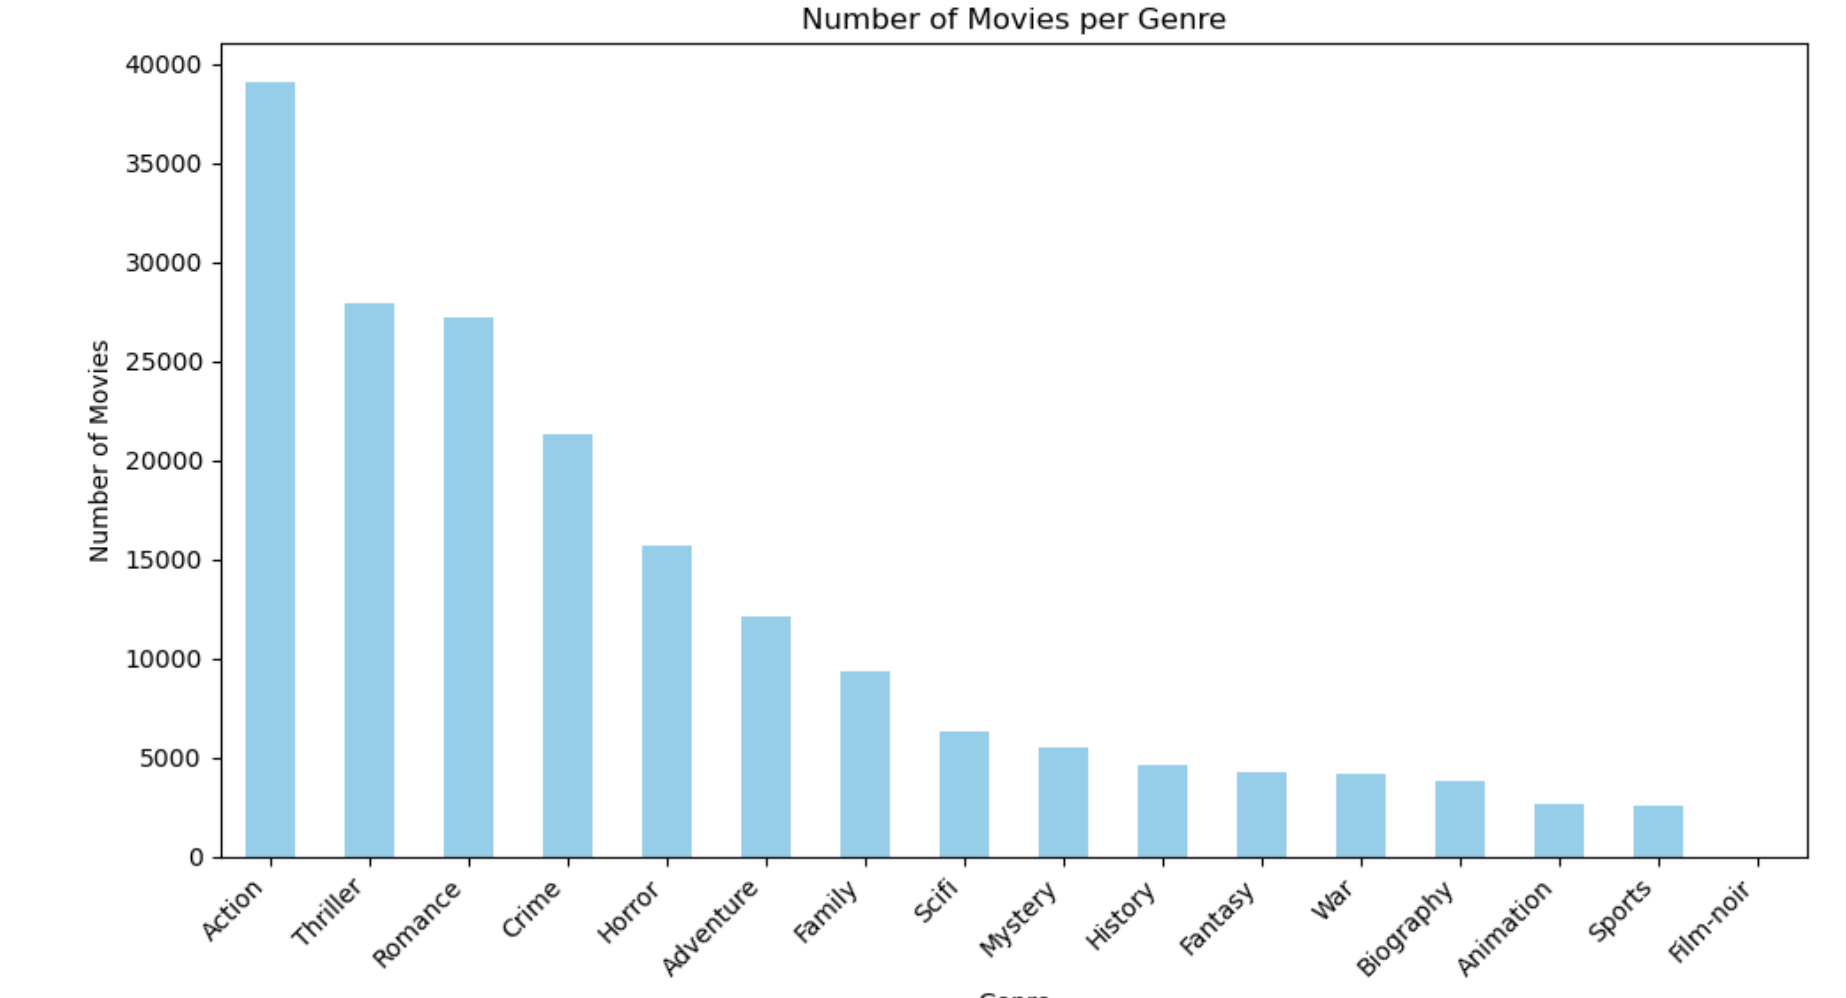 Number of Movies per Genre
40000
35000
30000
25000
20000
15000
10000
5000
0
Number of Movies
Action
Thriller
Romance
Crime
Horror
Adventure
Family
Scifi
Mystery
History
Fantasy
War
Biography
Animation
Sports
Film-noir